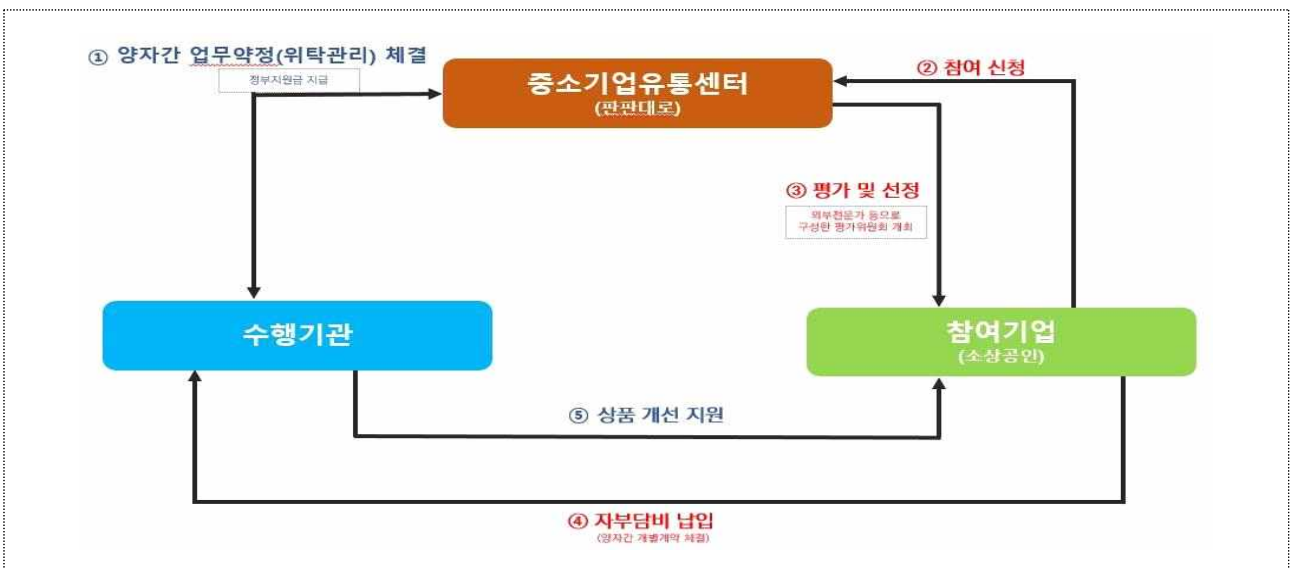 ① 양자간 업무약정(위탁관리) 체결
정부지원금 지급
중소기업유통센터
(판판대로)
② 참여 신청
③ 평가 및 선정
외부전문가 등으로
구성한 평가위원회 개최
수행기관
참여기업
(소상공인)
⑤ 상품 개선 지원
④ 자부담비 납입
(양자간 개별계약 체결)